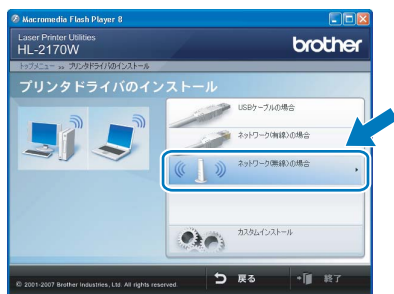 Macromedia Flash Player 8
Laser Printer Utilities
HL-2170W
brother
トップメニュー >> プリンタドライバのインストール
プリンタドライバのインストール
USBケーブルの場合
ネットワーク(有線)の場合
ネットワーク(無線)の場合
カスタムインストール
© 2001-2007 Brother Industries, Ltd. All rights reserved.
戻る
終了